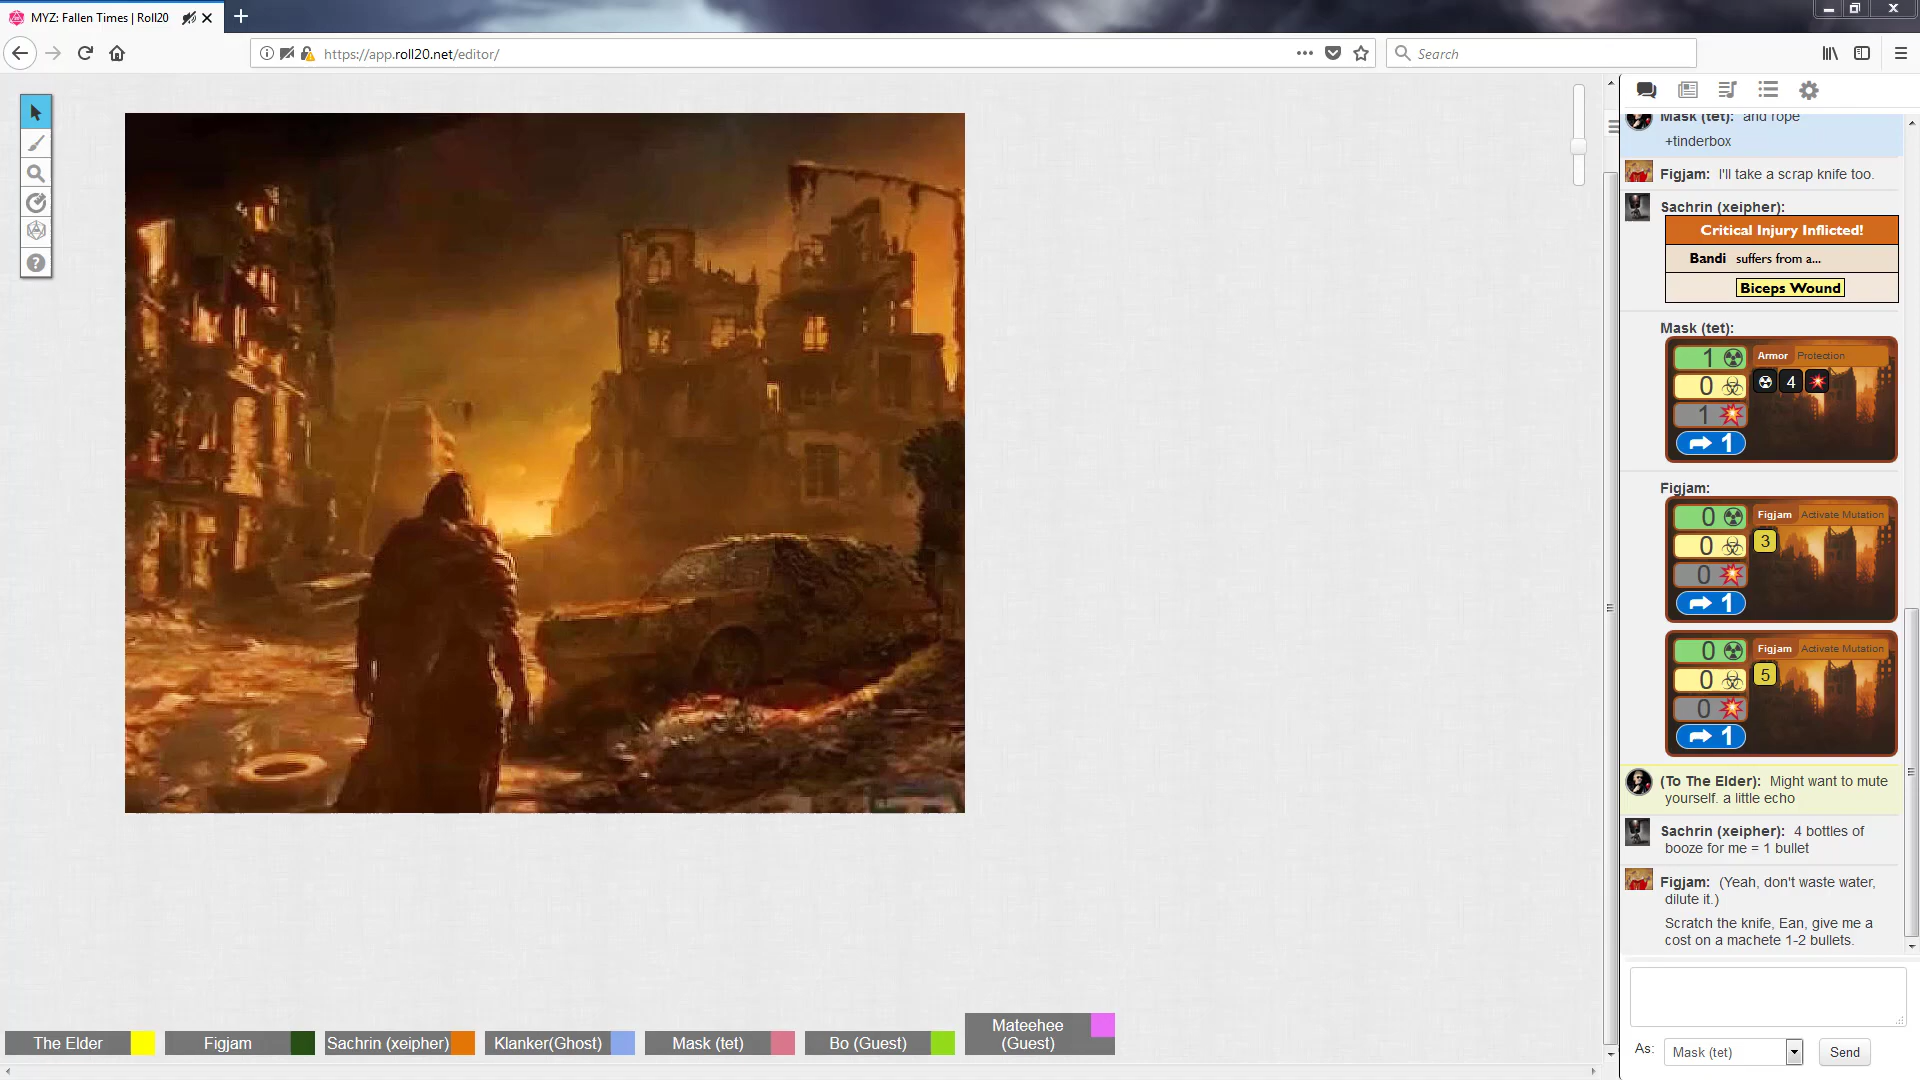 MYZ: Fallen Times | Roll20
https://app.roll20.net/editor/
Search
Mask (tet): and rope
+tinderbox
Figjam: I'll take a scrap knife too.
Sachrin (xeipher):
Critical Injury Inflicted!
Bandi suffers from a...
Biceps Wound
Mask (tet):
1 Armor Protection
0 4
1
1
Figjam:
0 Figjam Activate Mutation
0 3
0
1
0 Figjam Activate Mutation
0 5
0
1
(To The Elder): Might want to mute
yourself. a little echo
Sachrin (xeipher): 4 bottles of
booze for me = 1 bullet
Figjam: (Yeah, don't waste water,
dilute it.)
Scratch the knife, Ean, give me a
cost on a machete 1-2 bullets.
As: Mask (tet) Send
The Elder
Figjam
Sachrin (xeipher)
Klanker(Ghost)
Mask (tet)
Bo (Guest)
Mateehee
(Guest)